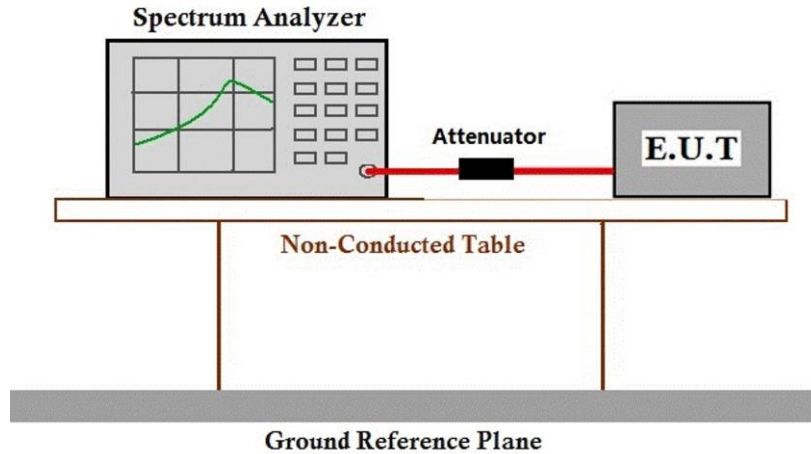 Spectrum Analyzer
Attenuator
E.U.T
Non-Conducted Table
Ground Reference Plane